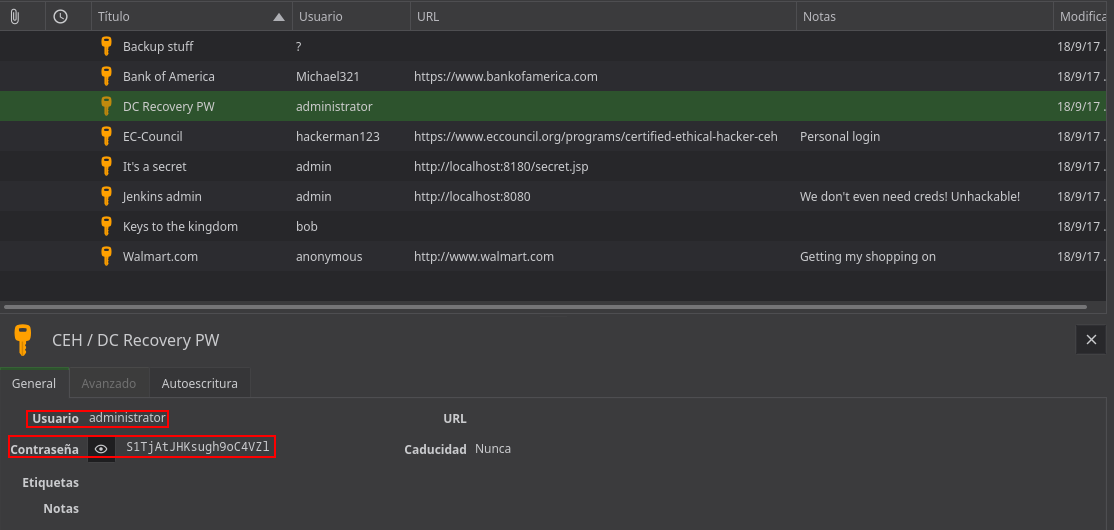 Título Usuario URL Notas Modifica
Backup stuff ? 18/9/17 .
Bank of America Michael321 https://www.bankofamerica.com 18/9/17 .
DC Recovery PW administrator 18/9/17 .
EC-Council hackerman123 https://www.eccouncil.org/programs/certified-ethical-hacker-ceh Personal login 18/9/17 .
It's a secret admin http://localhost:8180/secret.jsp 18/9/17 .
Jenkins admin admin http://localhost:8080 We don't even need creds! Unhackable! 18/9/17 .
Keys to the kingdom bob 18/9/17 .
Walmart.com anonymous http://www.walmart.com Getting my shopping on 18/9/17 .
CEH / DC Recovery PW
General Avanzado Autoescritura
Usuario administrator URL
Contraseña S1TjAtJHKsugh9oC4VZl Caducidad Nunca
Etiquetas
Notas